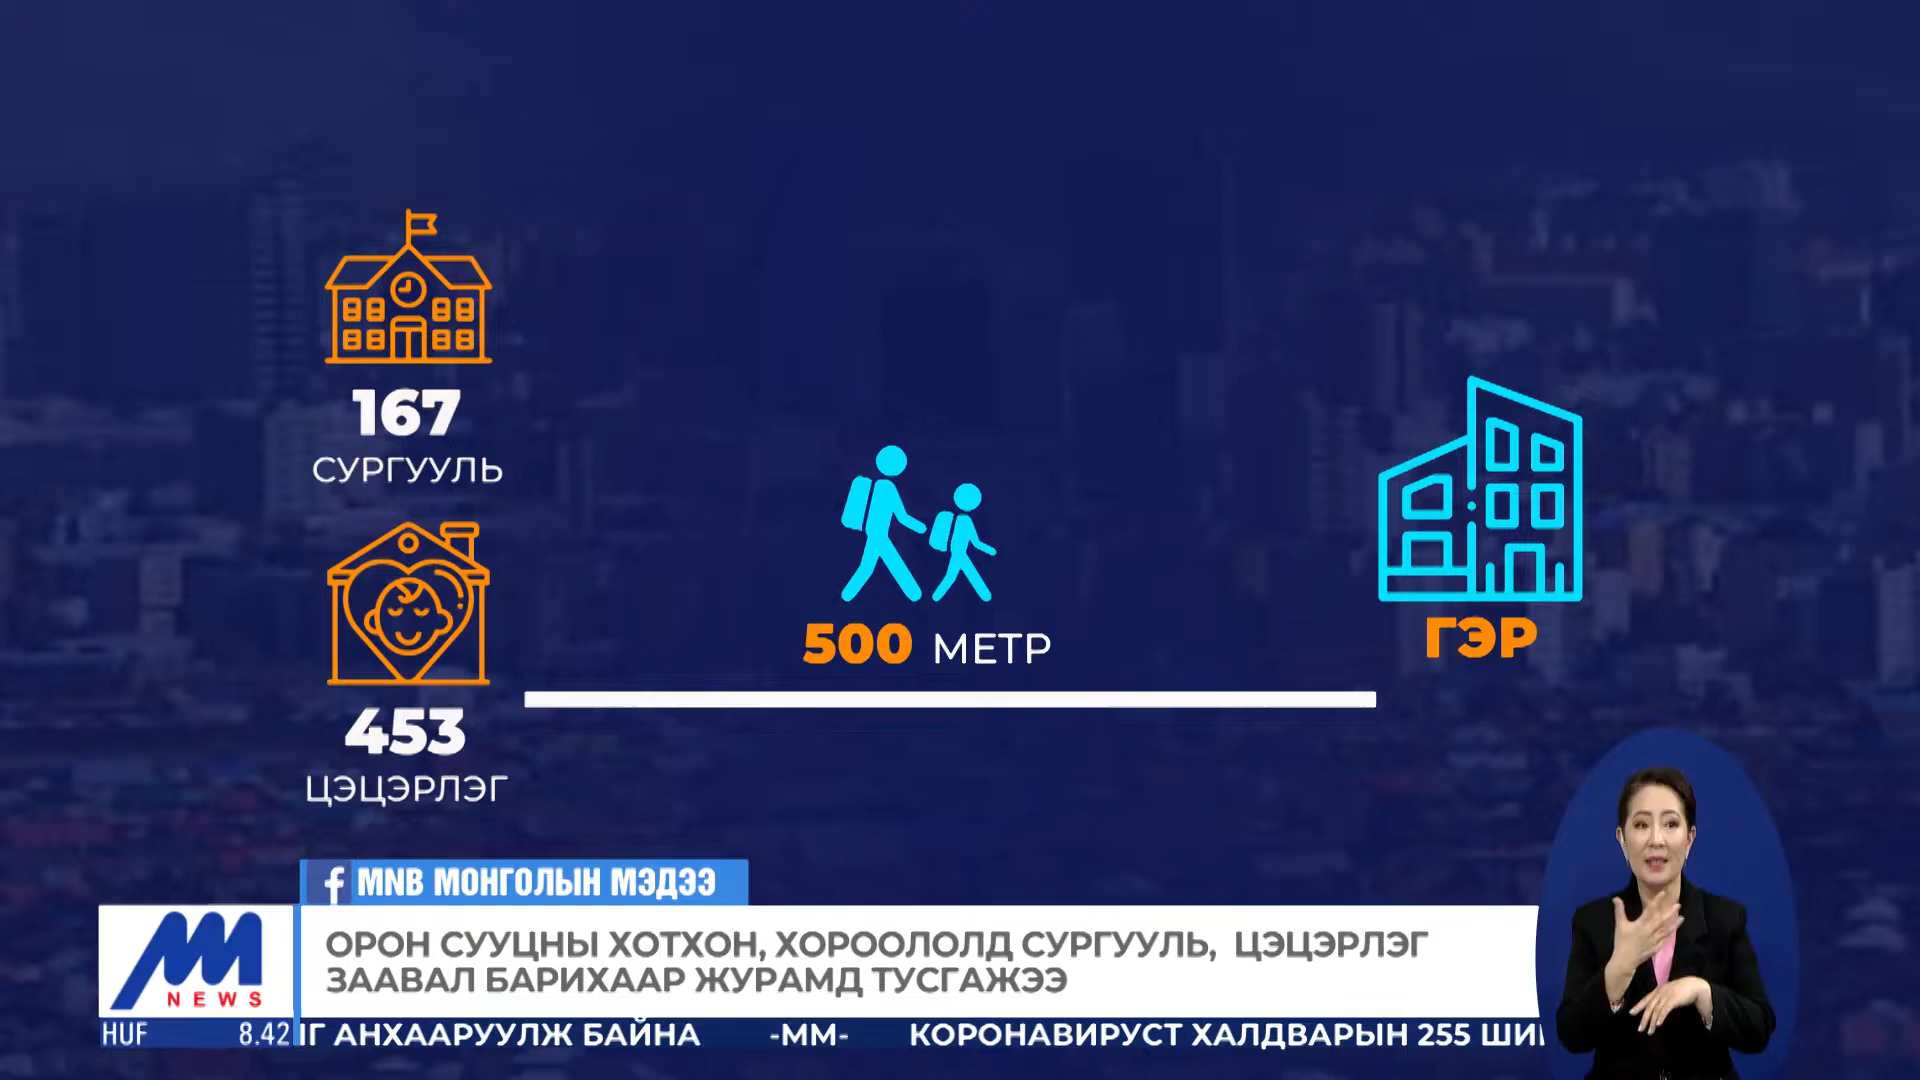 167
СУРГУУЛЬ
453
ЦЭЦЭРЛЭГ
500 МЕТР
ГЭР
f MNB МОНГОЛЫН МЭДЭЭ
ОРОН СУУЦНЫ ХОТХОН, ХОРООЛОЛД СУРГУУЛЬ, ЦЭЦЭРЛЭГ
ЗААВАЛ БАРИХААР ЖУРАМД ТУСГАЖЭЭ
MM
NEWS
HUF 8.42
АНХААРУУЛЖ БАЙНА -ММ- КОРОНАВИРУСТ ХАЛДВАРЫН 255